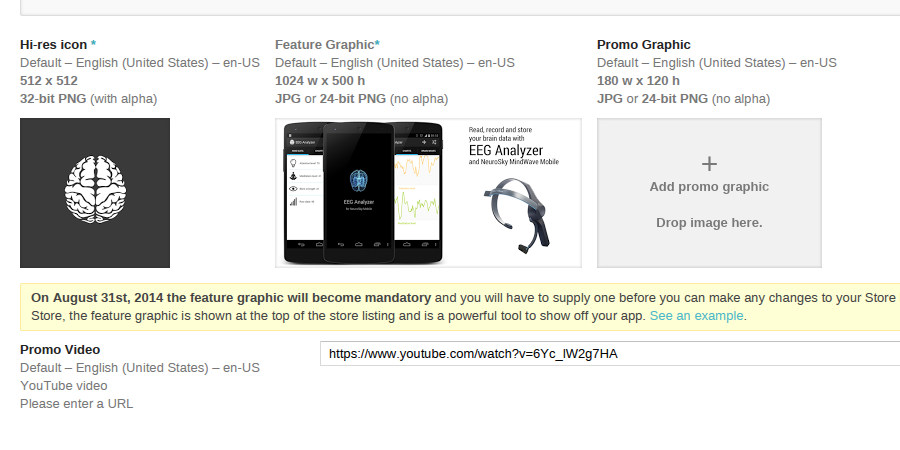 Hi-res icon *
Default – English (United States) – en-US
512 x 512
32-bit PNG (with alpha)
Feature Graphic*
Default – English (United States) – en-US
1024 w x 500 h
JPG or 24-bit PNG (no alpha)
Promo Graphic
Default – English (United States) – en-US
180 w x 120 h
JPG or 24-bit PNG (no alpha)
EEG Analyzer
EEG Analyzer
for NeuroSky Mobile
Read, record and store
your brain data with
EEG Analyzer
and NeuroSky MindWave Mobile
+
Add promo graphic
Drop image here.
On August 31st, 2014 the feature graphic will become mandatory and you will have to supply one before you can make any changes to your Store
Store, the feature graphic is shown at the top of the store listing and is a powerful tool to show off your app. See an example.
Promo Video
Default – English (United States) – en-US
YouTube video
Please enter a URL
https://www.youtube.com/watch?v=6Yc_lW2g7HA